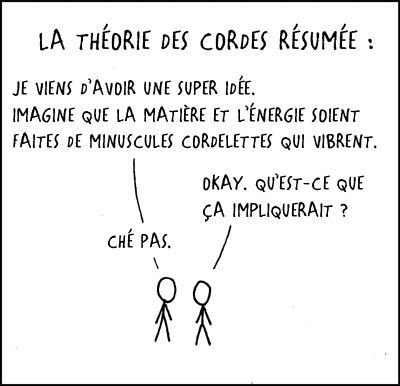 LA THÉORIE DES CORDES RÉSUMÉE :
JE VIENS D'AVOIR UNE SUPER IDÉE.
IMAGINE QUE LA MATIÈRE ET L'ÉNERGIE SOIENT
FAITES DE MINUSCULES CORDELETTES QUI VIBRENT.
OKAY. QU'EST-CE QUE
ÇA IMPLIQUERAIT ?
CHÉ PAS.